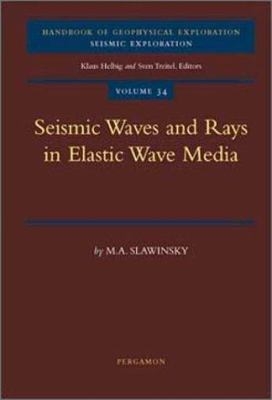 HANDBOOK OF GEOPHYSICAL EXPLORATION
SEISMIC EXPLORATION
Klaus Helbig and Sven Treitel, Editors
VOLUME 34
Seismic Waves and Rays
in Elastic Wave Media
by M.A. SLAWINSKY
PERGAMON